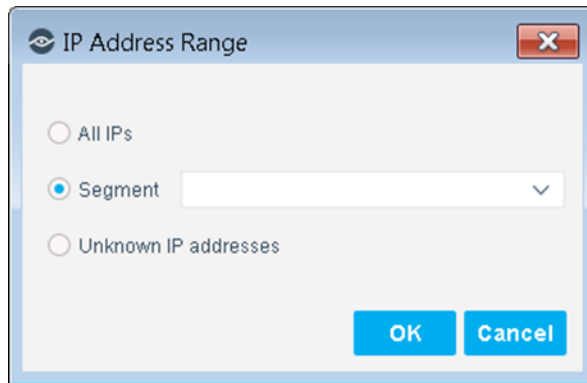 IP Address Range
All IPs
Segment
Unknown IP addresses
OK Cancel